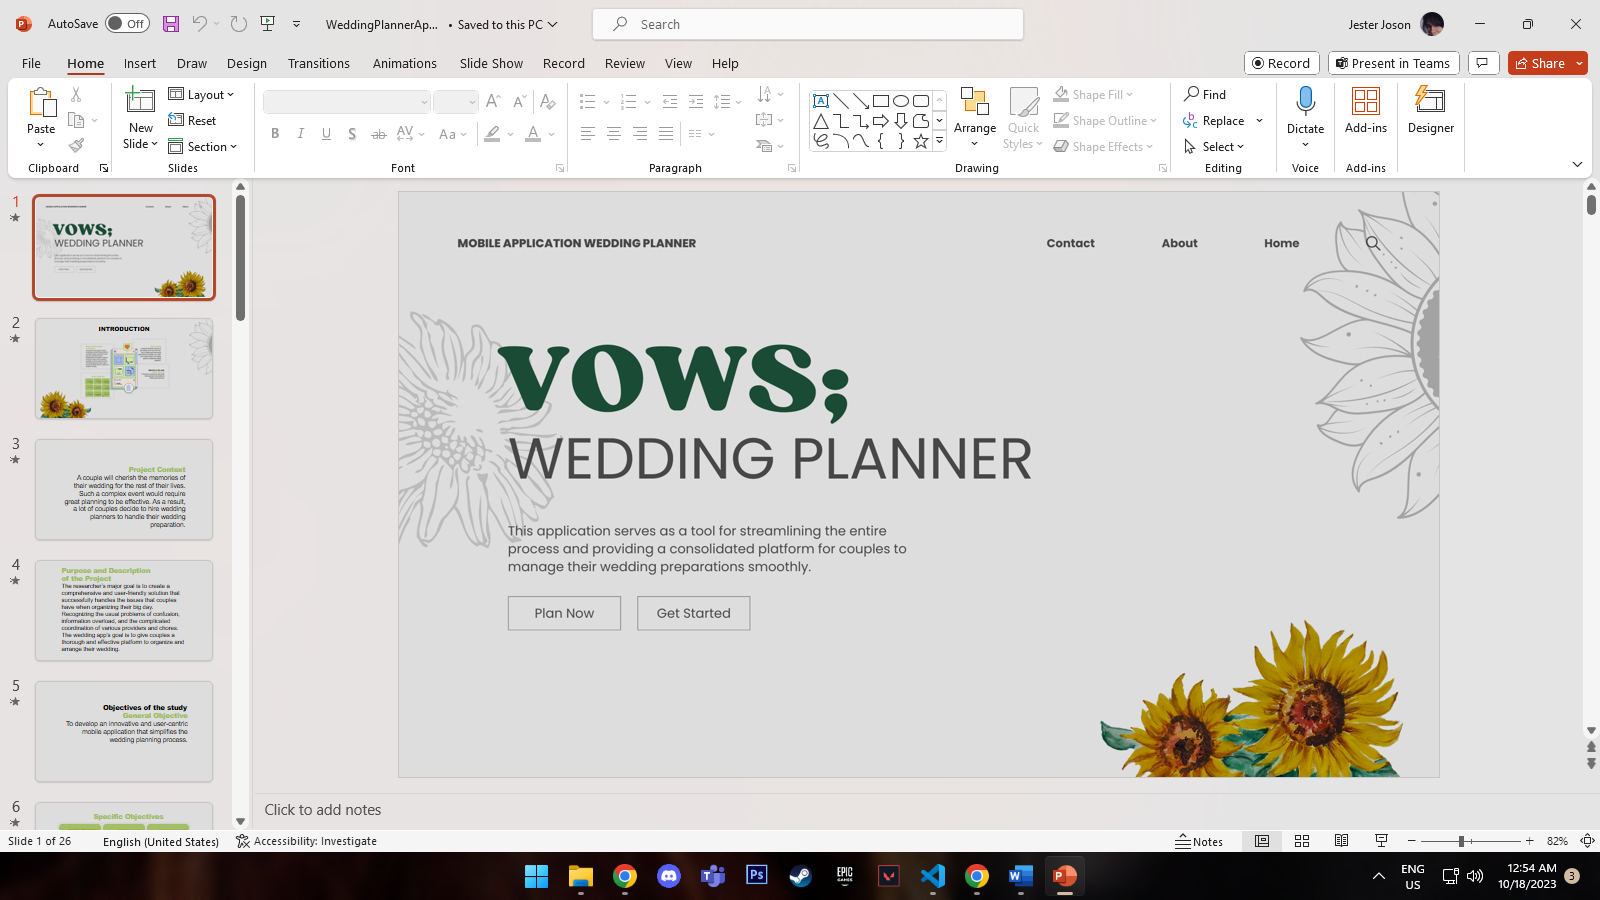 AutoSave Off WeddingPlannerAp... • Saved to this PC Search Jester Joson
File Home Insert Draw Design Transitions Animations Slide Show Record Review View Help Record Present in Teams Share
Paste New Slide Layout Reset Section
B I U S ab AV Aa A
Arrange Quick Styles Shape Fill Shape Outline Shape Effects
Find Replace Select Dictate Add-ins Designer
Clipboard Slides Font Paragraph Drawing Editing Voice Add-ins
1
VOWS;
WEDDING PLANNER
2
INTRODUCTION
3
Project Context
A couple will cherish the memories of
their wedding for the rest of their lives.
Such a complex event would require
great planning to be effective. As a result,
a lot of couples decide to hire wedding
planners to handle their wedding
preparation.
4
Purpose and Description
of the Project
The researcher's major goal is to create a
comprehensive and user-friendly solution that
successfully handles the issues that couples
have when organizing their big day.
Recognizing the usual problems of confusion,
information overload, and the complicated
coordination of various providers and chores.
The wedding app's goal is to give couples a
thorough and effective platform to organize and
arrange their wedding.
5
Objectives of the study
General Objective
To develop an innovative and user-centric
mobile application that simplifies the
wedding planning process.
6
Specific Objectives
MOBILE APPLICATION WEDDING PLANNER Contact About Home
VOWS;
WEDDING PLANNER
This application serves as a tool for streamlining the entire
process and providing a consolidated platform for couples to
manage their wedding preparations smoothly.
Plan Now Get Started
Click to add notes
Slide 1 of 26 English (United States) Accessibility: Investigate Notes 82%
Ps EPIC GAMES ENG US 12:54 AM 10/18/2023 3